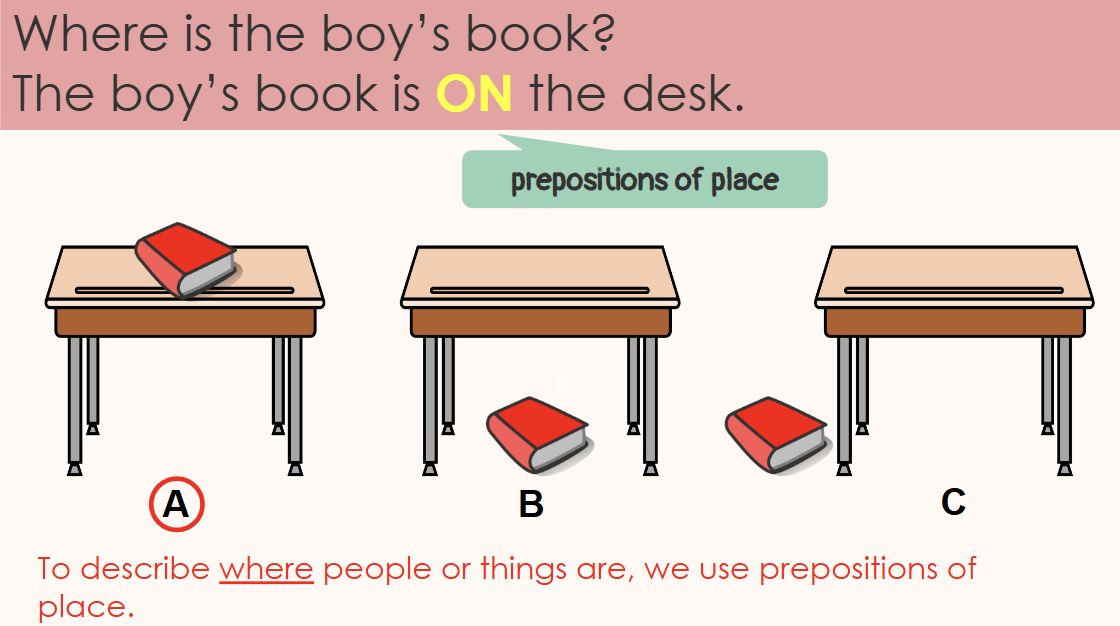 Where is the boy’s book?
The boy’s book is ON the desk.
prepositions of place
9
A
B
C
To describe where people or things are, we use prepositions of
place.